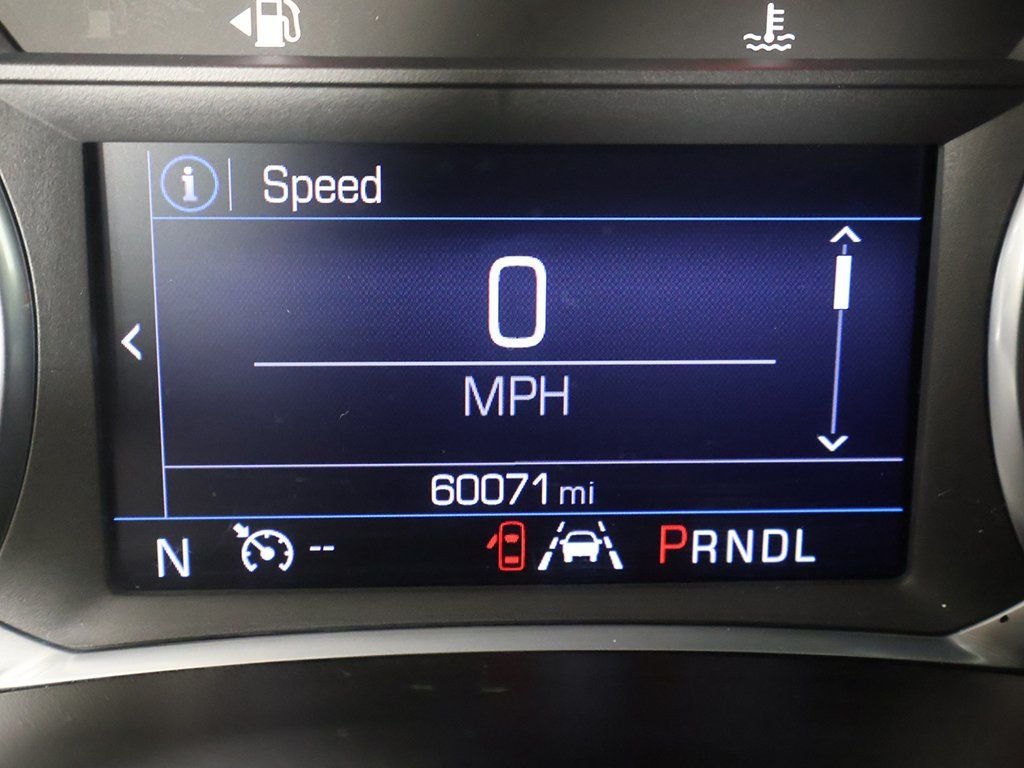 Speed
0
MPH
60071 mi
N -- PRNDL